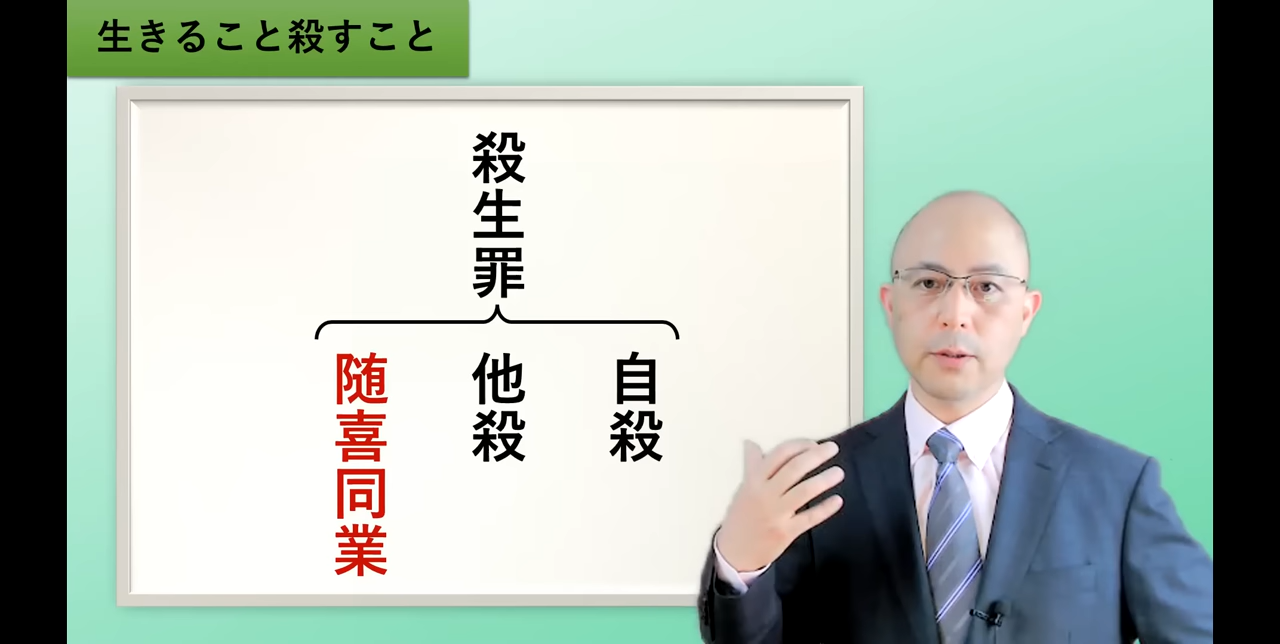 生きること殺すこと
殺生罪
自殺
他殺
随喜同業